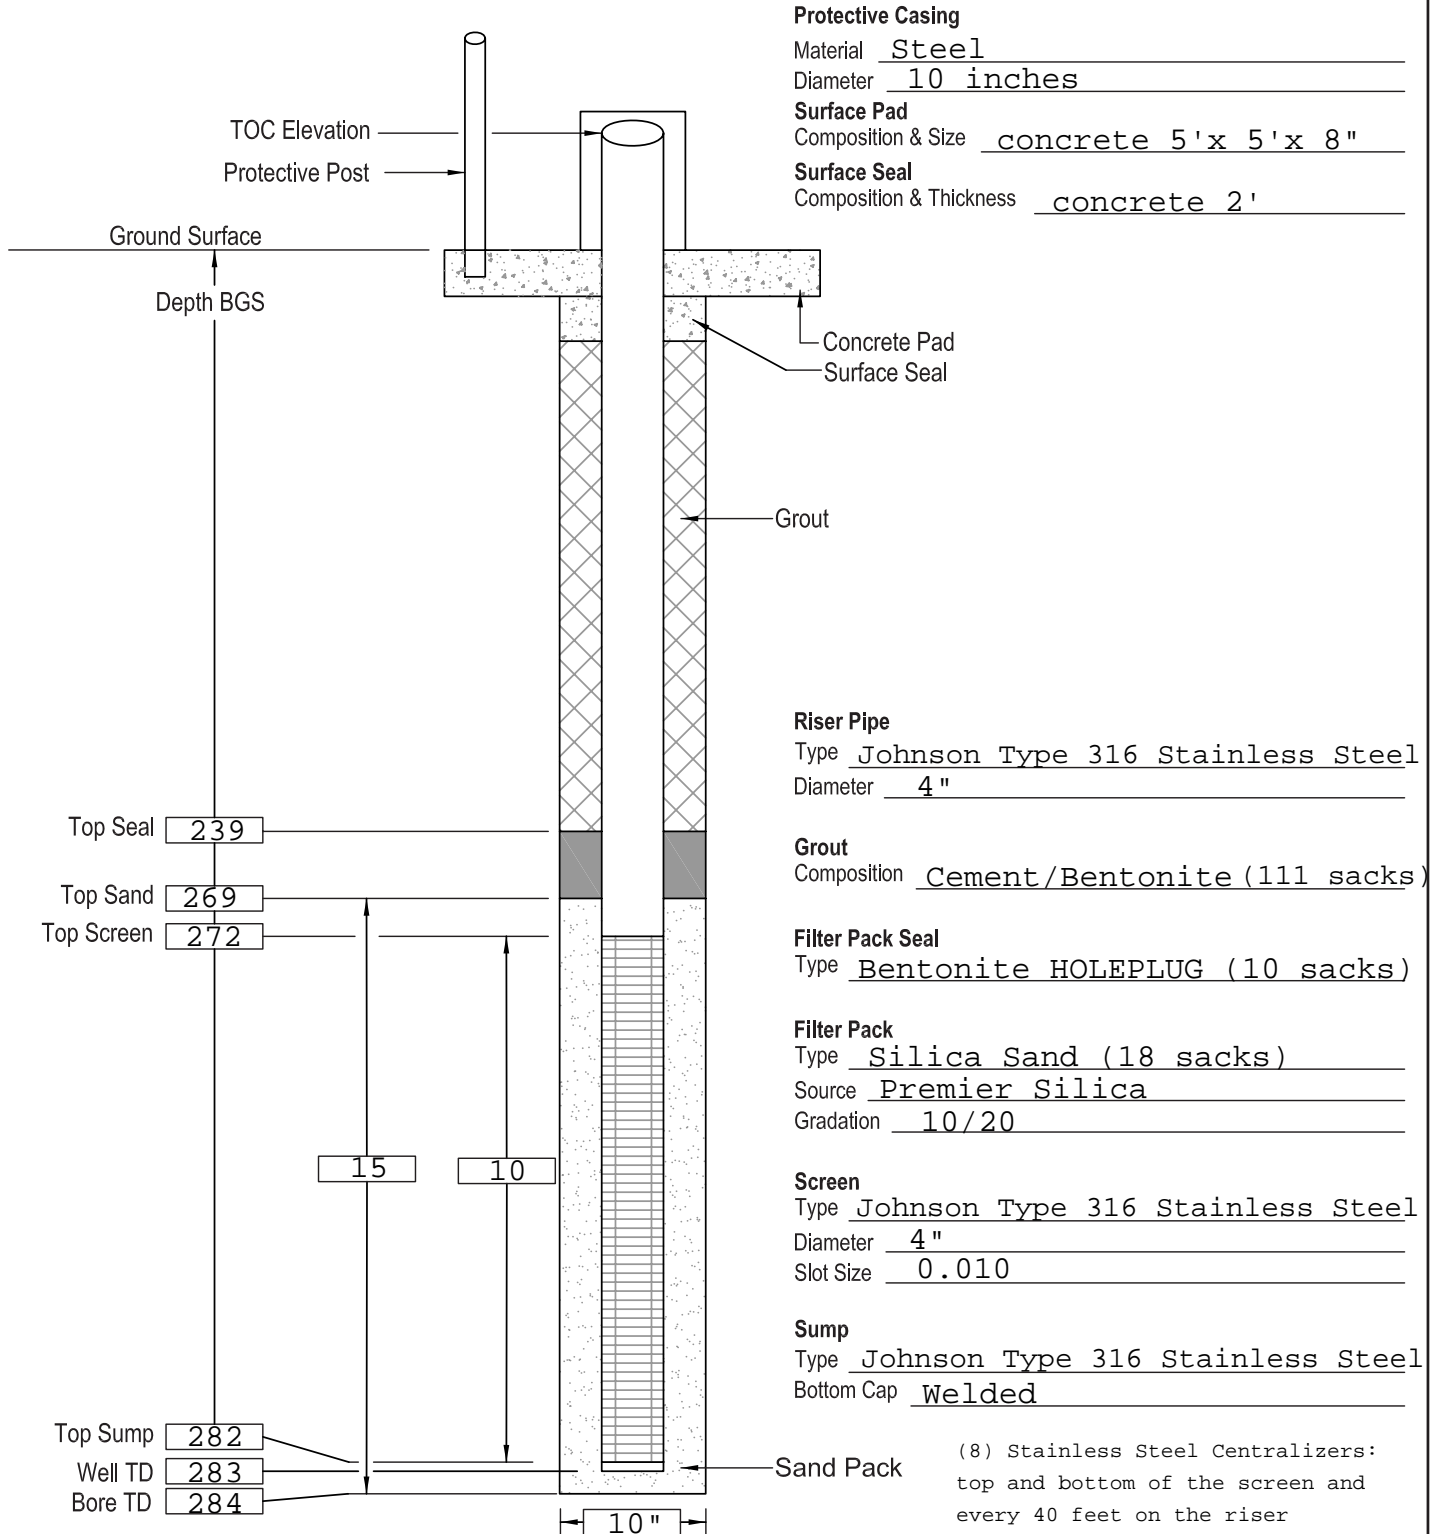 Protective Casing
Material Steel
Diameter 10 inches
Surface Pad
Composition & Size concrete 5'x 5'x 8"
Surface Seal
Composition & Thickness concrete 2'
TOC Elevation
Protective Post
Ground Surface
Depth BGS
Concrete Pad
Surface Seal
Grout
Riser Pipe
Type Johnson Type 316 Stainless Steel
Diameter 4"
Grout
Composition Cement/Bentonite (111 sacks)
Filter Pack Seal
Type Bentonite HOLEPLUG (10 sacks)
Filter Pack
Type Silica Sand (18 sacks)
Source Premier Silica
Gradation 10/20
Screen
Type Johnson Type 316 Stainless Steel
Diameter 4"
Slot Size 0.010
Sump
Type Johnson Type 316 Stainless Steel
Bottom Cap Welded
Top Seal 239
Top Sand 269
Top Screen 272
15
10
Top Sump 282
Well TD 283
Bore TD 284
Sand Pack
10"
(8) Stainless Steel Centralizers:
top and bottom of the screen and
every 40 feet on the riser